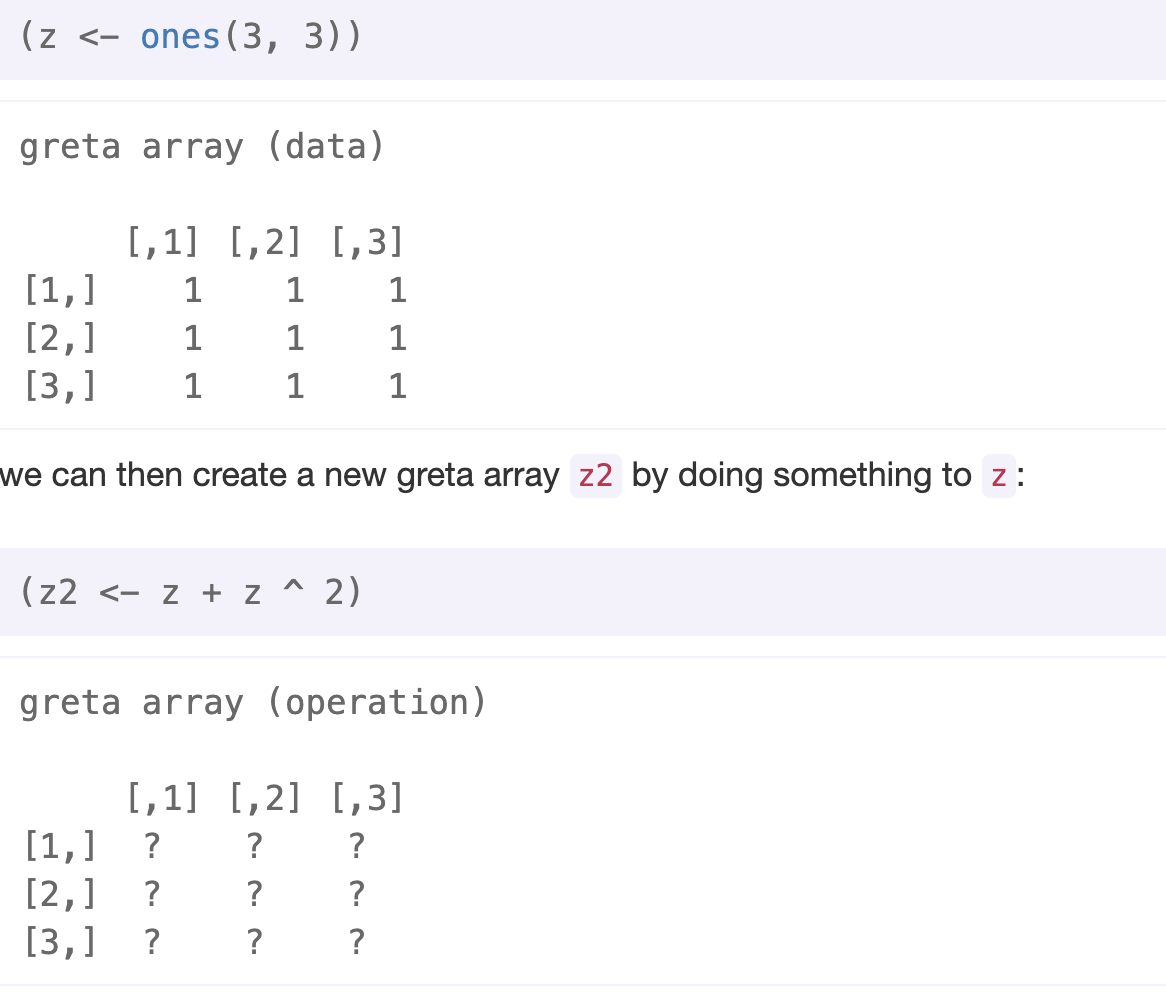 (z <- ones(3, 3))
greta array (data)
     [,1] [,2] [,3]
[1,]    1    1    1
[2,]    1    1    1
[3,]    1    1    1
we can then create a new greta array z2 by doing something to z:
(z2 <- z + z ^ 2)
greta array (operation)
     [,1] [,2] [,3]
[1,]  ?    ?    ?
[2,]  ?    ?    ?
[3,]  ?    ?    ?